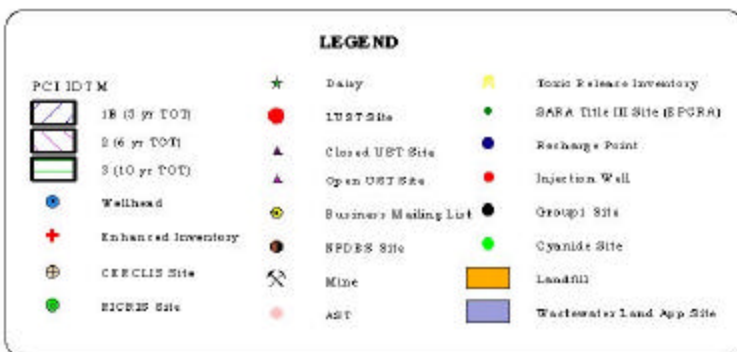 LEGEND
PCI IDTM
1B (3 yr TOT)
2 (6 yr TOT)
3 (10 yr TOT)
Wellhead
Enhanced Inventory
CERCLIS Site
RICRIS Site
Dairy
LUST Site
Closed UST Site
Open UST Site
Business Mailing List
NPDES Site
Mine
AST
Toxic Release Inventory
SARA Title III Site (EPCRA)
Recharge Point
Injection Well
Group1 Site
Cyanide Site
Landfill
Wastewater Land App Site